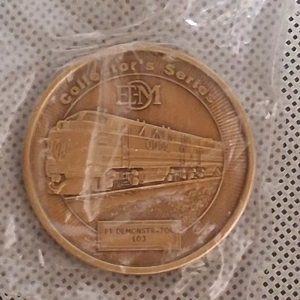 Collector's Series
EMD
FT DEMONSTRATOR
103